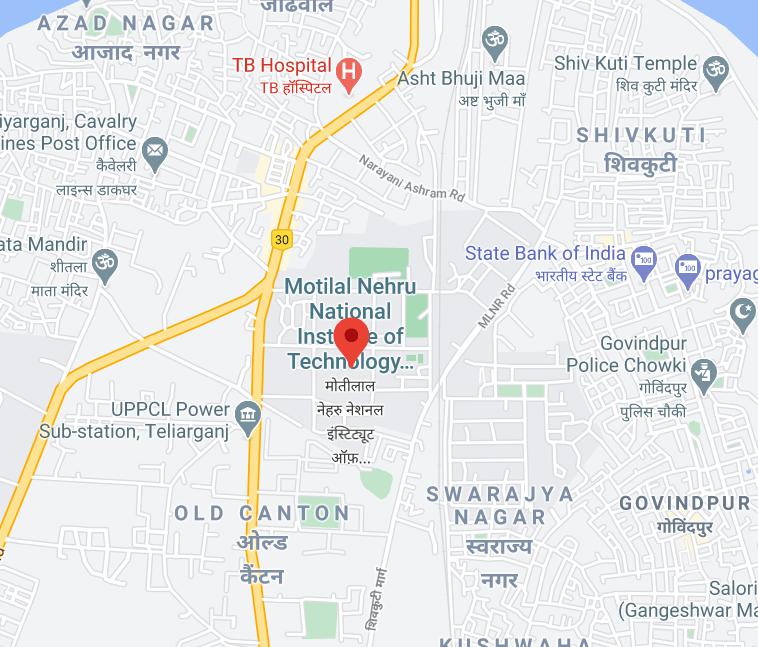 जोंढवाल
AZAD NAGAR
आजाद नगर
TB Hospital
TB हॉस्पिटल
Asht Bhuji Maa
अष्ट भुजी माँ
Shiv Kuti Temple
शिव कुटी मंदिर
iyarganj, Cavalry
ines Post Office
कैवेलरी
लाइन्स डाकघर
SHIVKUTI
शिवकुटी
Narayani Ashram Rd
30
ata Mandir
शीतला
माता मंदिर
State Bank of India
भारतीय स्टेट बैंक
prayag
MLNR Rd
Motilal Nehru
National
Institute of
Technology...
मोतीलाल
नेहरु नेशनल
इंस्टिट्यूट
ऑफ़...
Govindpur
Police Chowki
गोविंदपुर
पुलिस चौकी
UPPCL Power
Sub-station, Teliarganj
OLD CANTON
ओल्ड
कैंटन
SWARAJYA
NAGAR
स्वराज्य
नगर
GOVINDPUR
गोविंदपुर
शिवकुटी मार्ग
Salori
(Gangeshwar Ma
KUSHWAHA